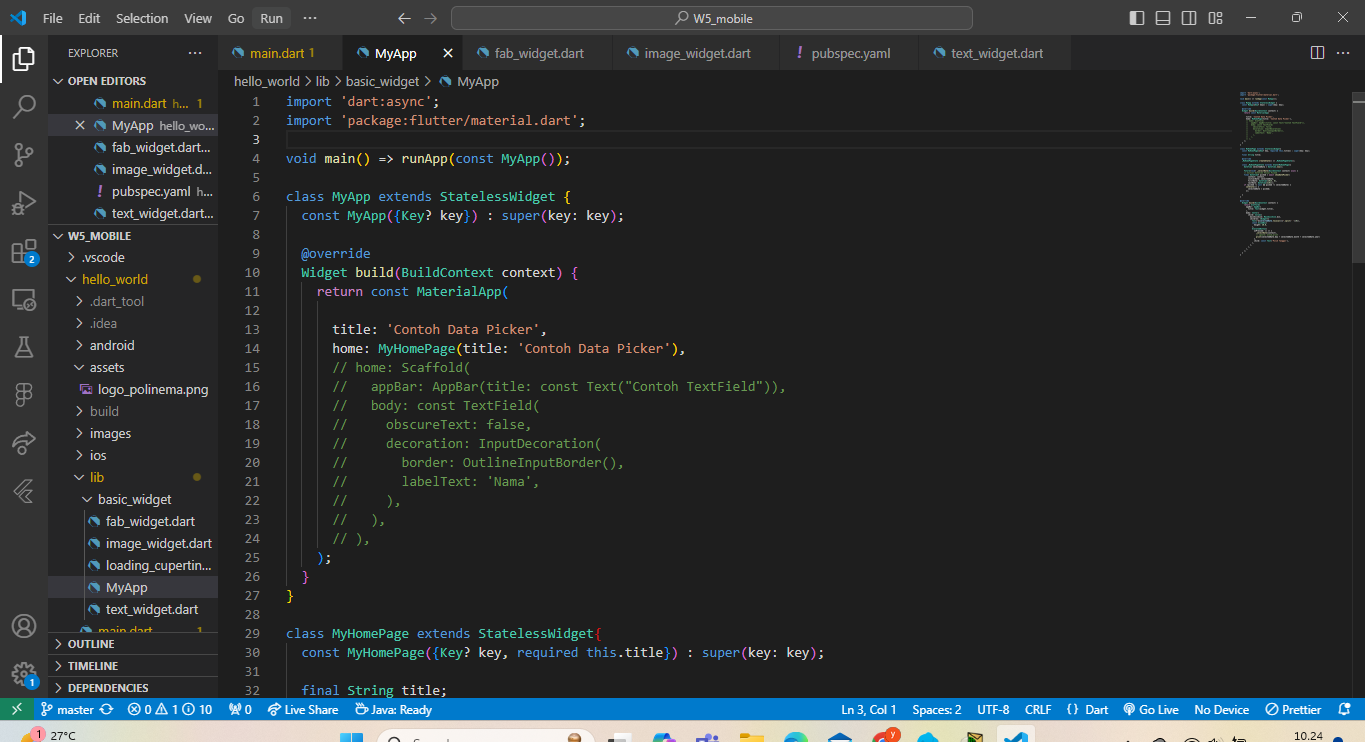 File Edit Selection View Go Run ··· W5_mobile
EXPLORER ···
main.dart 1 MyApp fab_widget.dart image_widget.dart ! pubspec.yaml text_widget.dart ···
hello_world > lib > basic_widget > MyApp
OPEN EDITORS
main.dart h... 1
MyApp hello_wo...
fab_widget.dart...
image_widget.d...
! pubspec.yaml h...
text_widget.dart...
W5_MOBILE
.vscode
hello_world
.dart_tool
.idea
android
assets
logo_polinema.png
build
images
ios
lib
basic_widget
fab_widget.dart
image_widget.dart
loading_cupertin...
MyApp
text_widget.dart
main.dart 1
OUTLINE
TIMELINE
DEPENDENCIES
2
1
1 import 'dart:async';
2 import 'package:flutter/material.dart';
3
4 void main() => runApp(const MyApp());
5
6 class MyApp extends StatelessWidget {
7 const MyApp({Key? key}) : super(key: key);
8
9 @override
10 Widget build(BuildContext context) {
11 return const MaterialApp(
12
13 title: 'Contoh Data Picker',
14 home: MyHomePage(title: 'Contoh Data Picker'),
15 // home: Scaffold(
16 // appBar: AppBar(title: const Text("Contoh TextField")),
17 // body: const TextField(
18 // obscureText: false,
19 // decoration: InputDecoration(
20 // border: OutlineInputBorder(),
21 // labelText: 'Nama',
22 // ),
23 // ),
24 // ),
25 );
26 }
27 }
28
29 class MyHomePage extends StatelessWidget{
30 const MyHomePage({Key? key, required this.title}) : super(key: key);
31
32 final String title;
master 0 1 10 0 Live Share Java: Ready Ln 3, Col 1 Spaces: 2 UTF-8 CRLF {} Dart Go Live No Device Prettier
1 27°C y 10.24